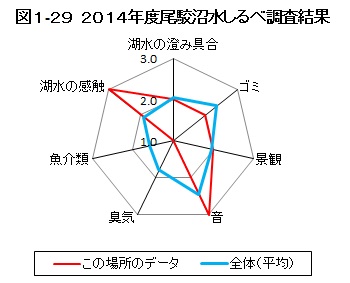 図1-29 2014年度尾駮沼水しるべ調査結果
湖水の澄み具合
3.0
湖水の感触
2.0
ゴミ
1.0
魚介類
景観
臭気
音
この場所のデータ
全体(平均)